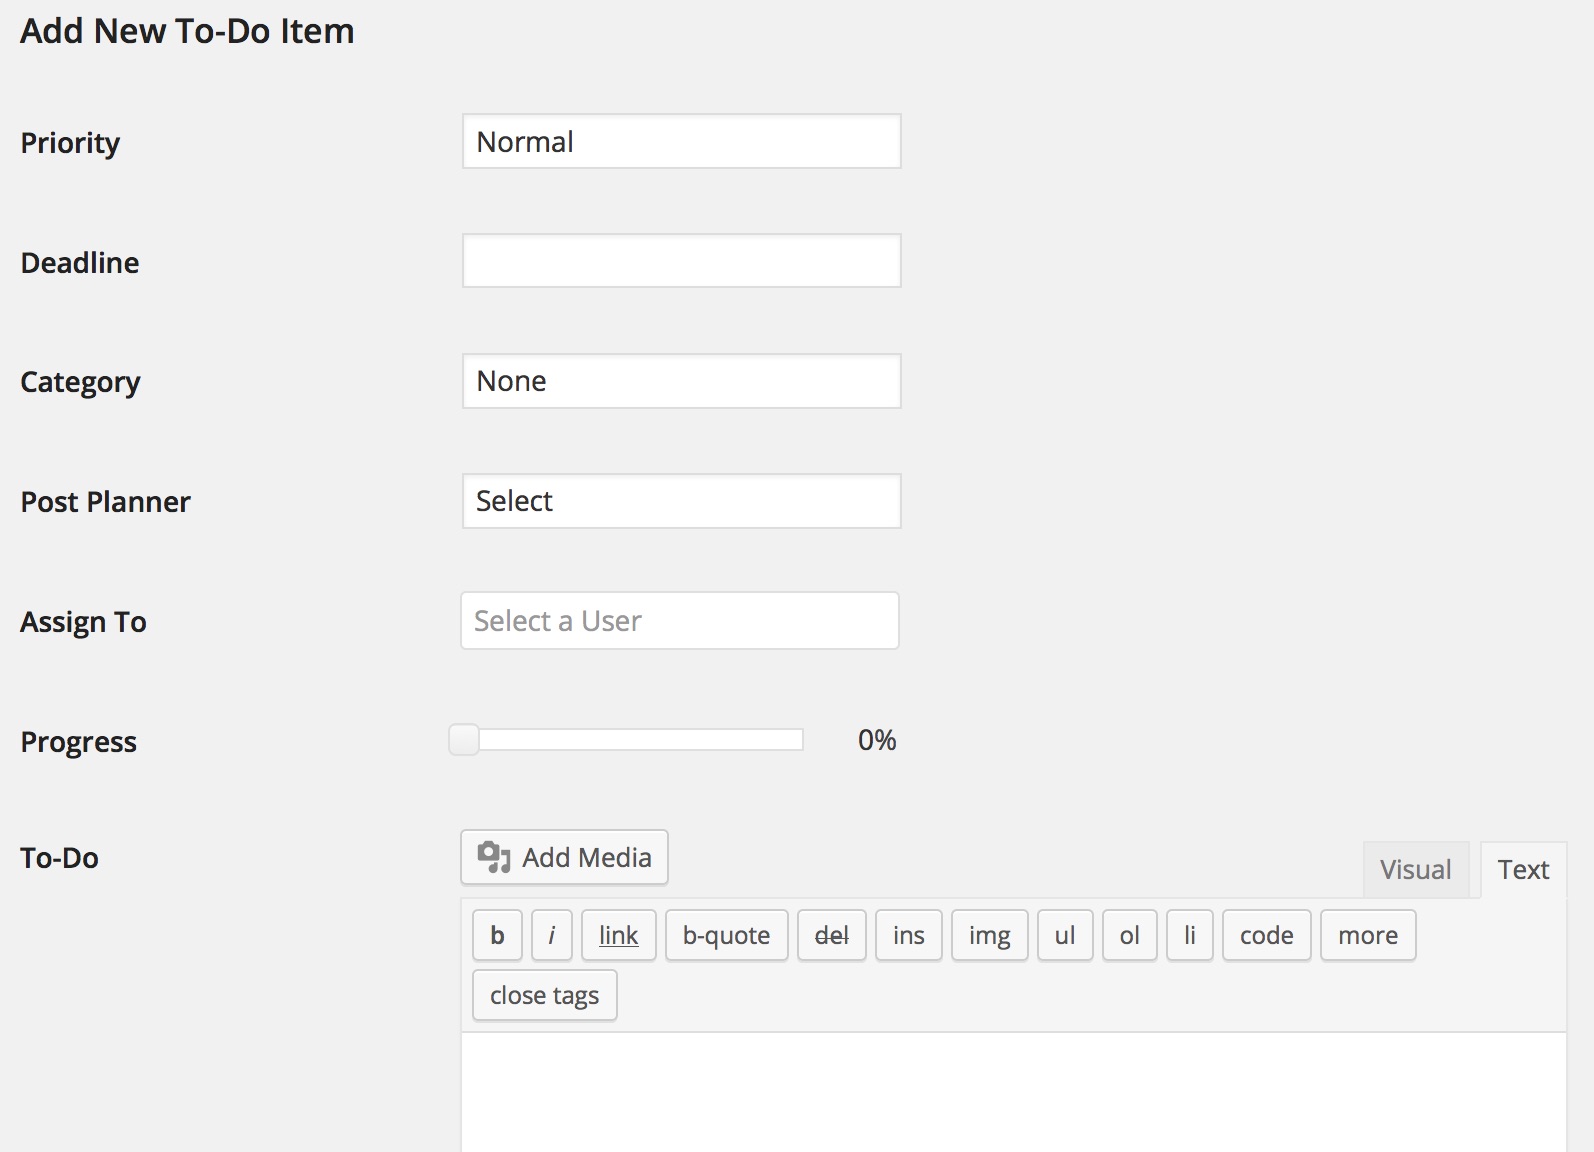 Add New To-Do Item
Priority
Normal
Deadline
Category
None
Post Planner
Select
Assign To
Select a User
Progress
0%
To-Do
Add Media
Visual
Text
b
i
link
b-quote
del
ins
img
ul
ol
li
code
more
close tags